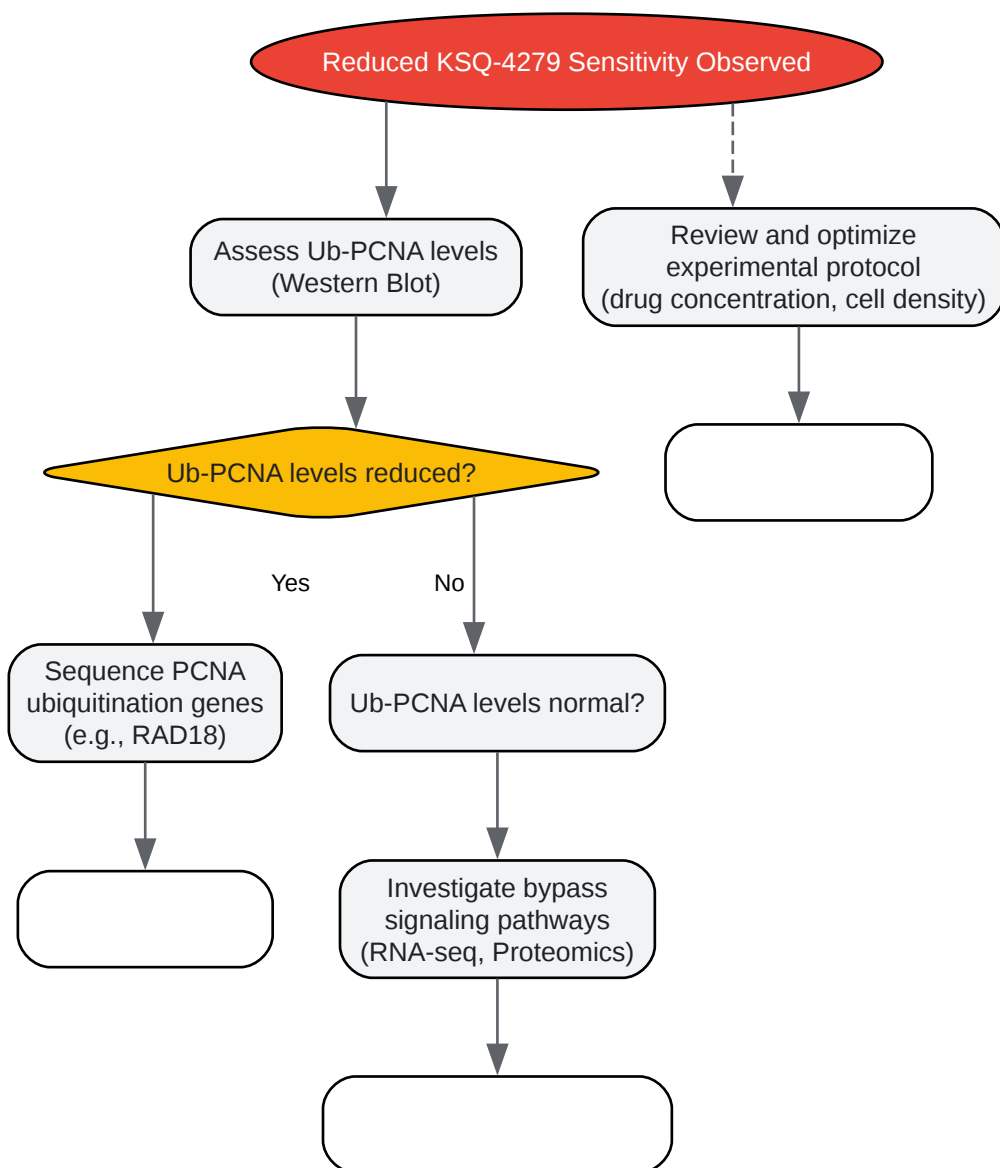 Reduced KSQ-4279 Sensitivity Observed
Assess Ub-PCNA levels
(Western Blot)
Review and optimize
experimental protocol
(drug concentration, cell density)
Ub-PCNA levels reduced?
Yes
No
Sequence PCNA
ubiquitination genes
(e.g., RAD18)
Ub-PCNA levels normal?
Investigate bypass
signaling pathways
(RNA-seq, Proteomics)